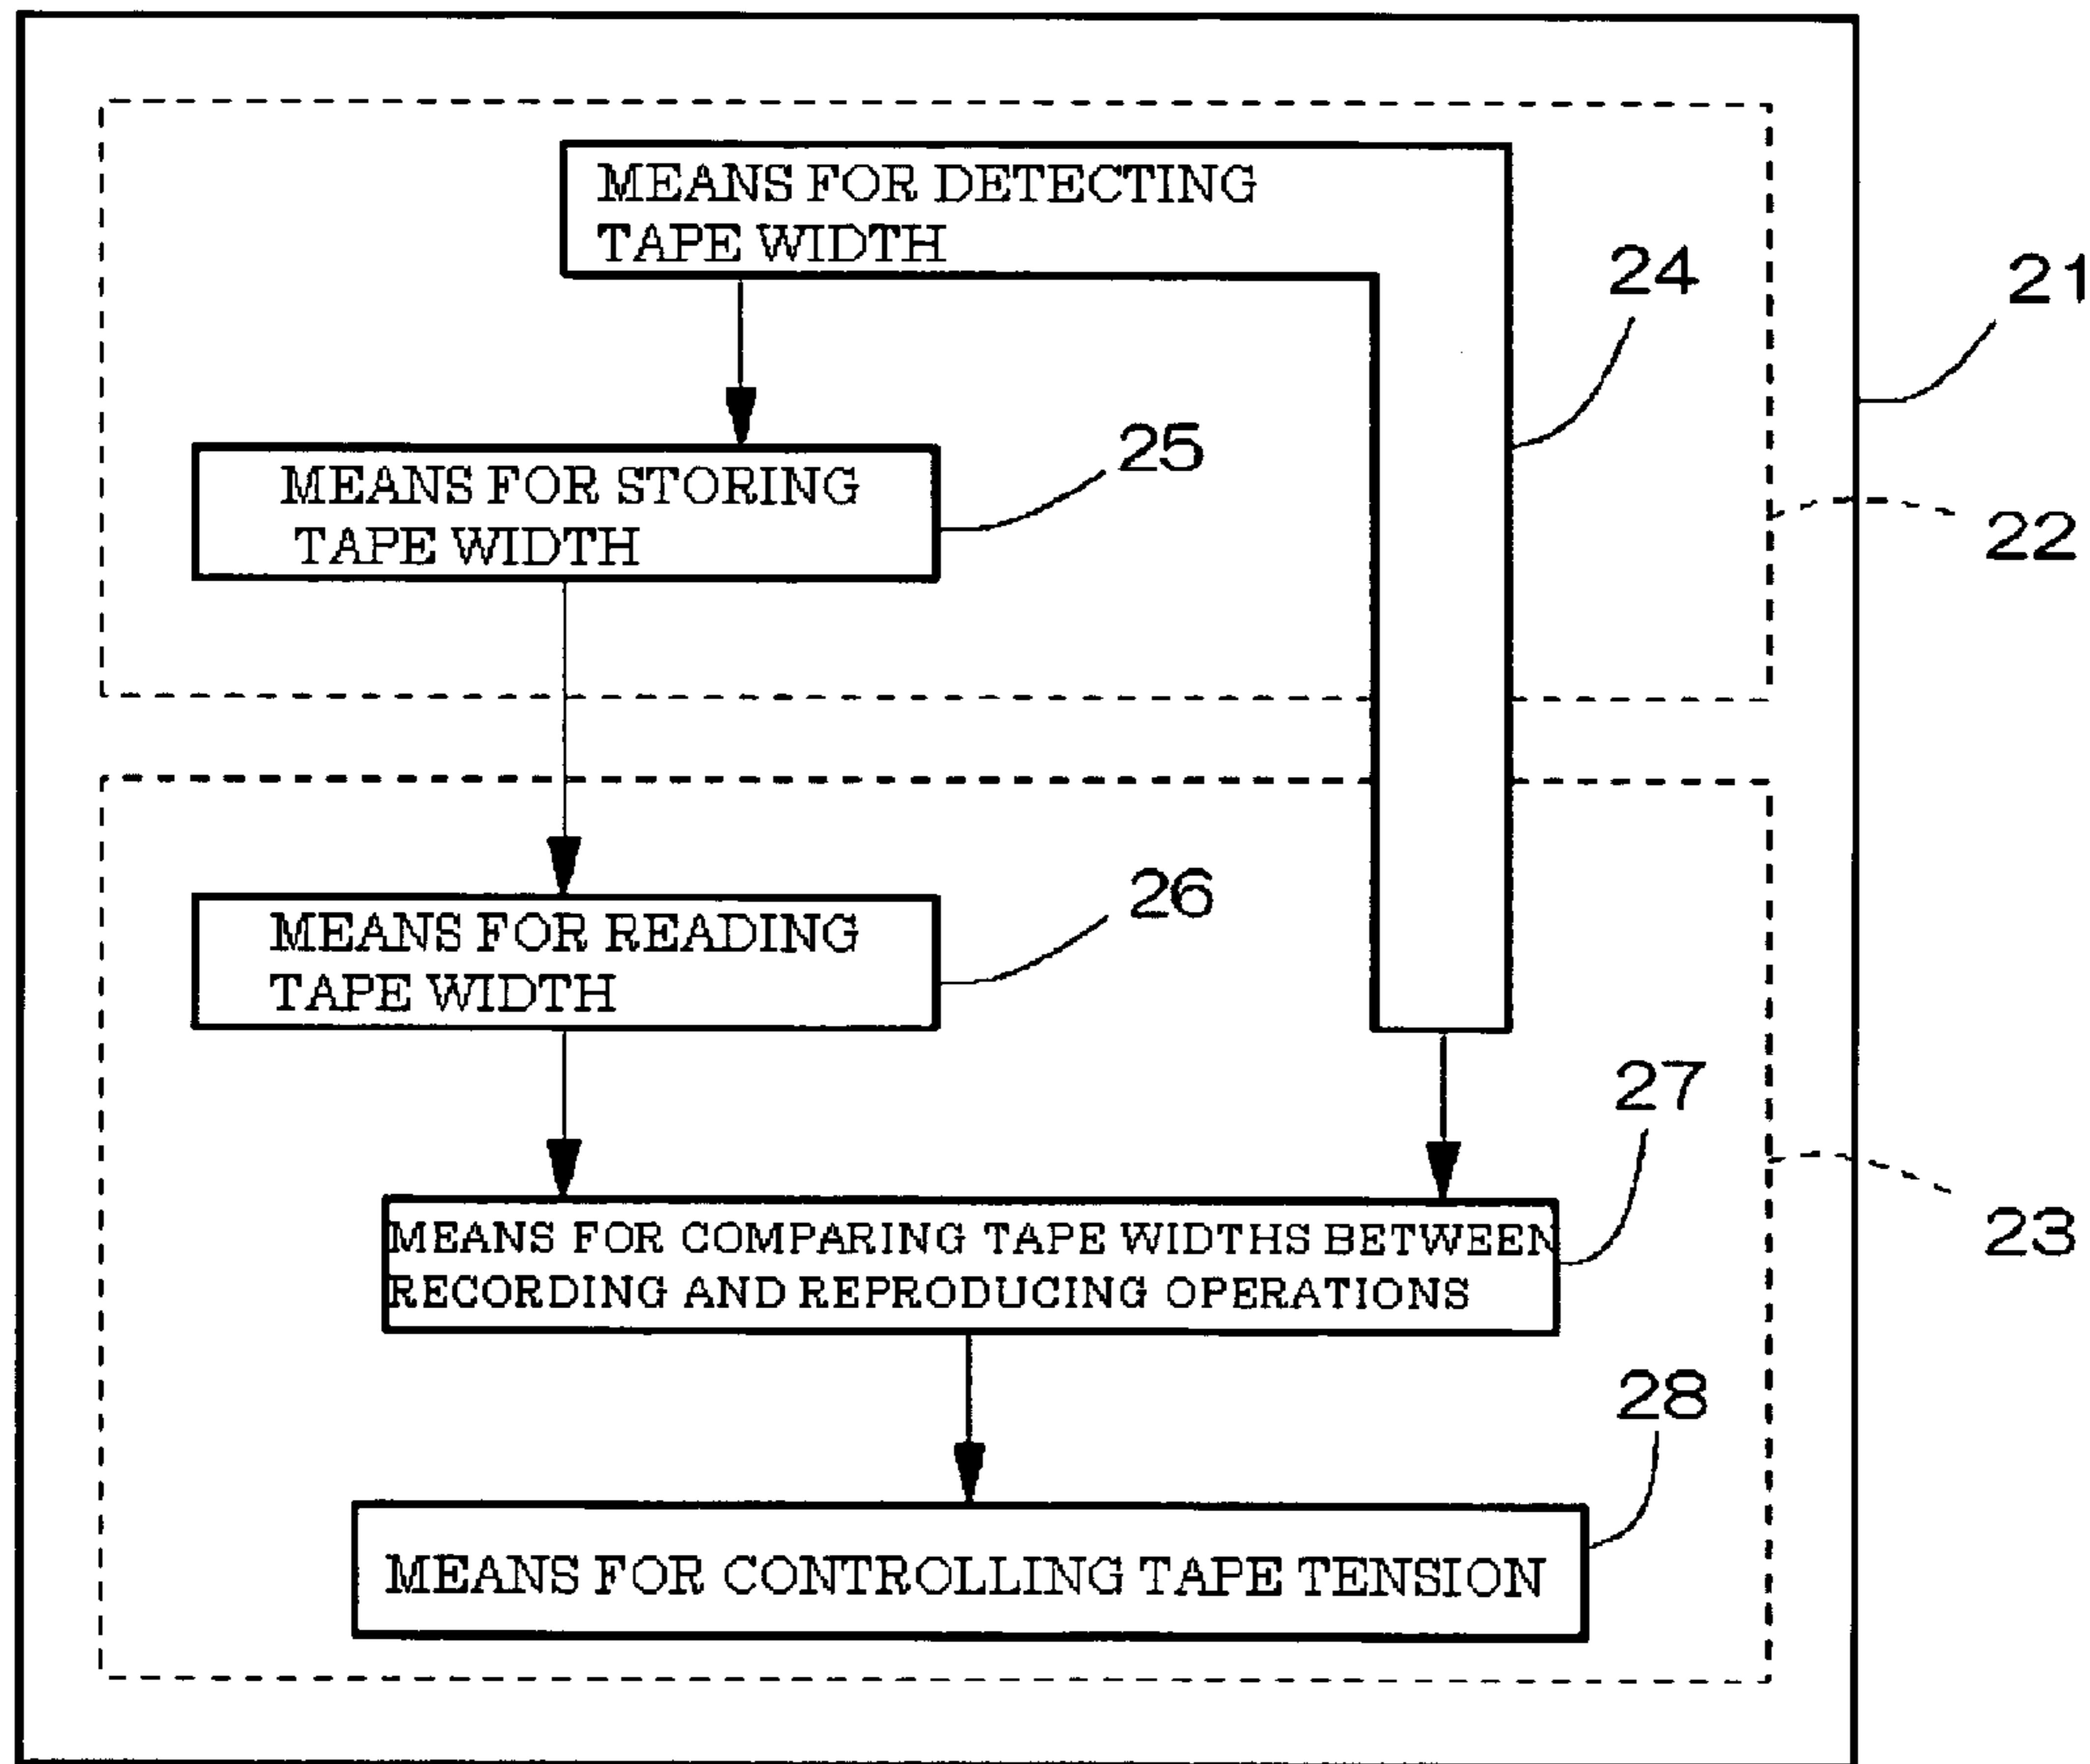 MEANS FOR DETECTING
TAPE WIDTH
24
21
25
MEANS FOR STORING
TAPE WIDTH
22
26
MEANS FOR READING
TAPE WIDTH
27
MEANS FOR COMPARING TAPE WIDTHS BETWEEN
RECORDING AND REPRODUCING OPERATIONS
23
28
MEANS FOR CONTROLLING TAPE TENSION